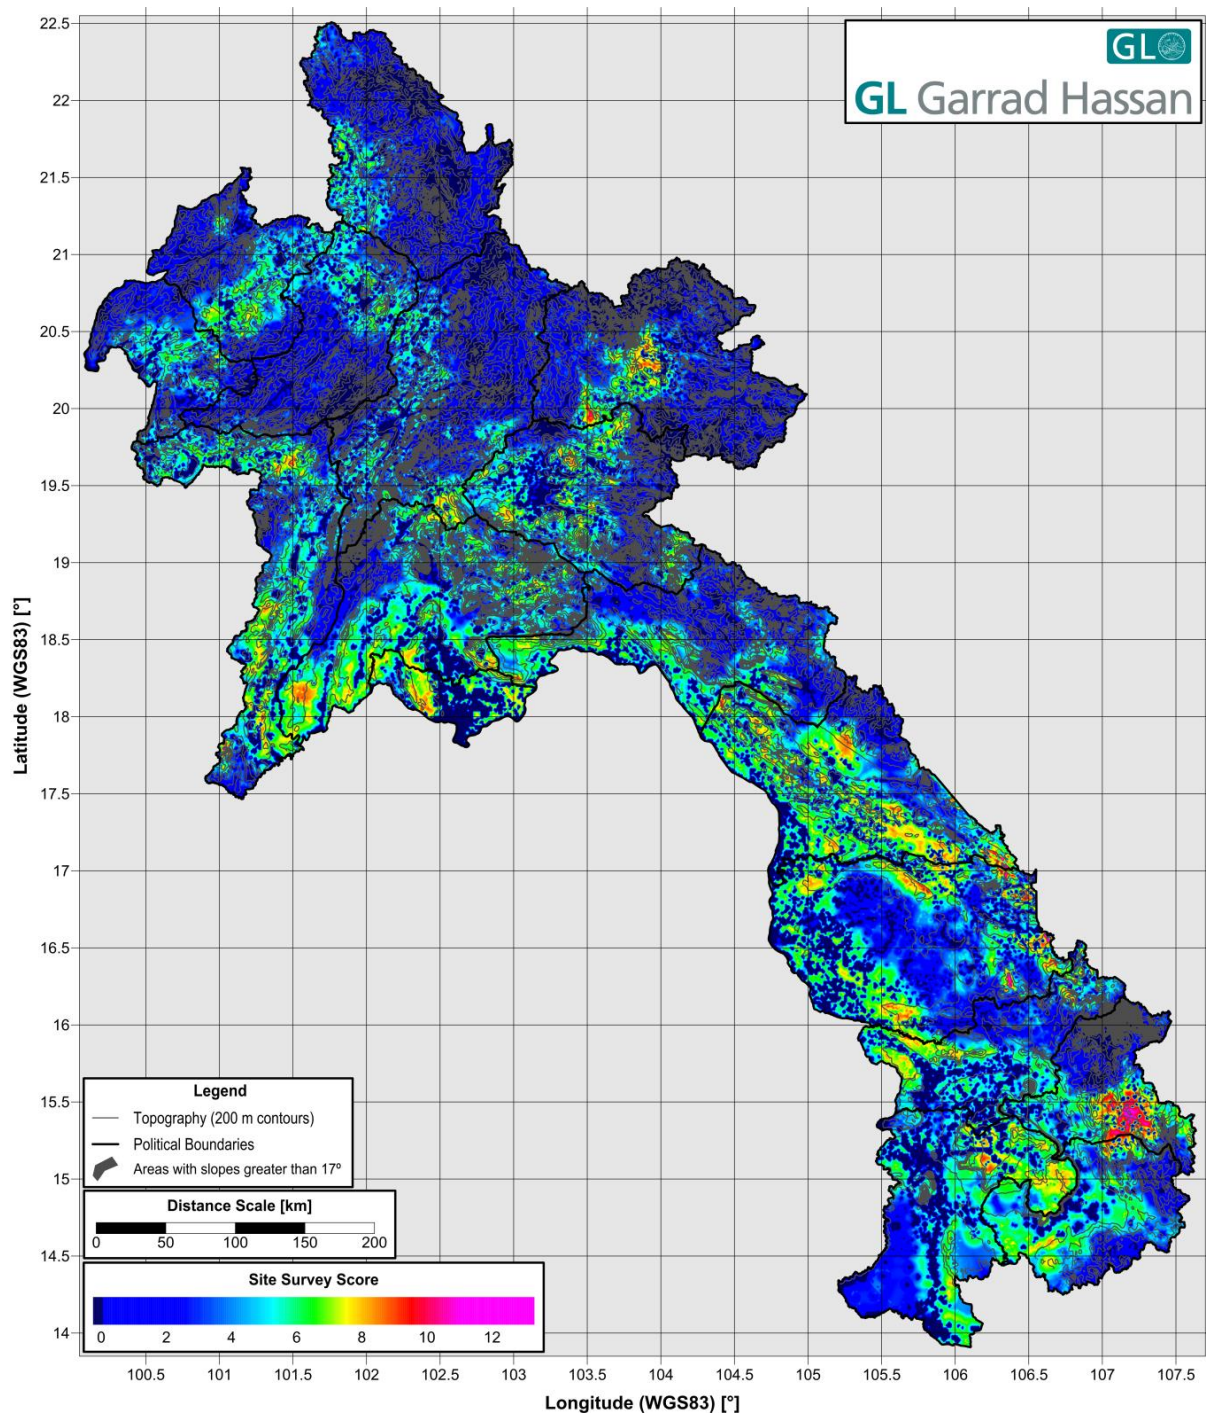 GL
GL Garrad Hassan
22.5
22
21.5
21
20.5
20
19.5
19
18.5
18
17.5
17
16.5
16
15.5
15
14.5
14
Latitude (WGS83) [°]
Legend
Topography (200 m contours)
Political Boundaries
Areas with slopes greater than 17º
Distance Scale [km]
0 50 100 150 200
Site Survey Score
0 2 4 6 8 10 12
100.5 101 101.5 102 102.5 103 103.5 104 104.5 105 105.5 106 106.5 107 107.5
Longitude (WGS83) [°]